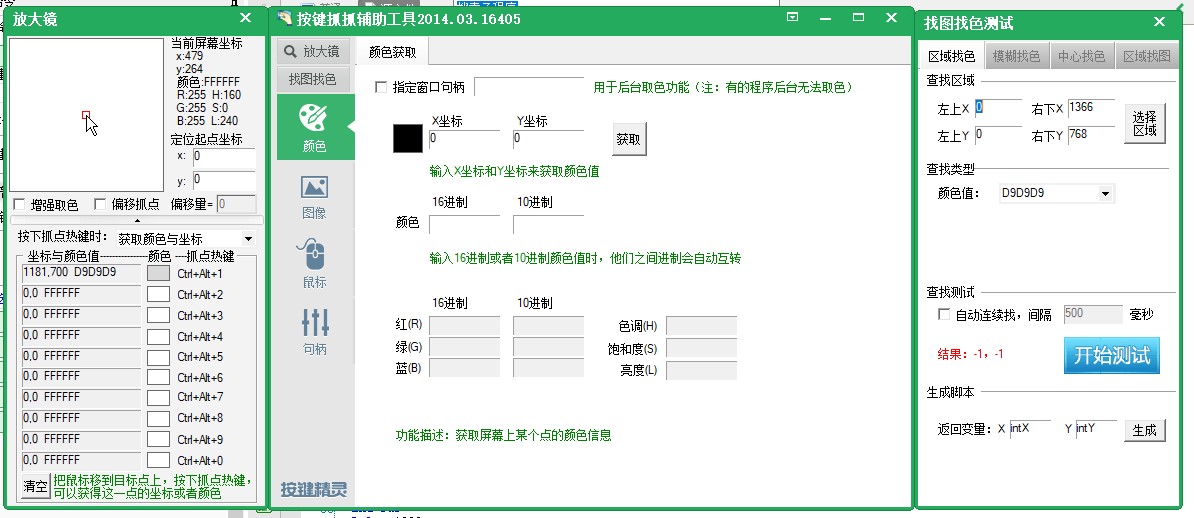 放大镜
当前屏幕坐标
x:479
y:264
颜色:FFFFFF
R:255 H:160
G:255 S:0
B:255 L:240
定位起点坐标
x: 0
y: 0
增强取色 偏移抓点 偏移量= 0
按下抓点热键时: 获取颜色与坐标
坐标与颜色值----------颜色 ---抓点热键
1181,700 D9D9D9 Ctrl+Alt+1
0,0 FFFFFF Ctrl+Alt+2
0,0 FFFFFF Ctrl+Alt+3
0,0 FFFFFF Ctrl+Alt+4
0,0 FFFFFF Ctrl+Alt+5
0,0 FFFFFF Ctrl+Alt+6
0,0 FFFFFF Ctrl+Alt+7
0,0 FFFFFF Ctrl+Alt+8
0,0 FFFFFF Ctrl+Alt+9
0,0 FFFFFF Ctrl+Alt+0
清空 把鼠标移到目标点上，按下抓点热键，
可以获得这一点的坐标或者颜色
按键抓抓辅助工具2014.03.16405
放大镜
找图找色
颜色
图像
鼠标
句柄
按键精灵
颜色获取
指定窗口句柄 用于后台取色功能（注：有的程序后台无法取色）
X坐标 Y坐标
0 0 获取
输入X坐标和Y坐标来获取颜色值
16进制 10进制
颜色
输入16进制或者10进制颜色值时，他们之间进制会自动互转
16进制 10进制
红(R) 色调(H)
绿(G) 饱和度(S)
蓝(B) 亮度(L)
功能描述：获取屏幕上某个点的颜色信息
找图找色测试
区域找色 模糊找色 中心找色 区域找图
查找区域
左上X 0 右下X 1366
左上Y 0 右下Y 768
选择
区域
查找类型
颜色值： D9D9D9
查找测试
自动连续找，间隔 500 毫秒
结果：-1，-1 开始测试
生成脚本
返回变量：X intX Y intY 生成